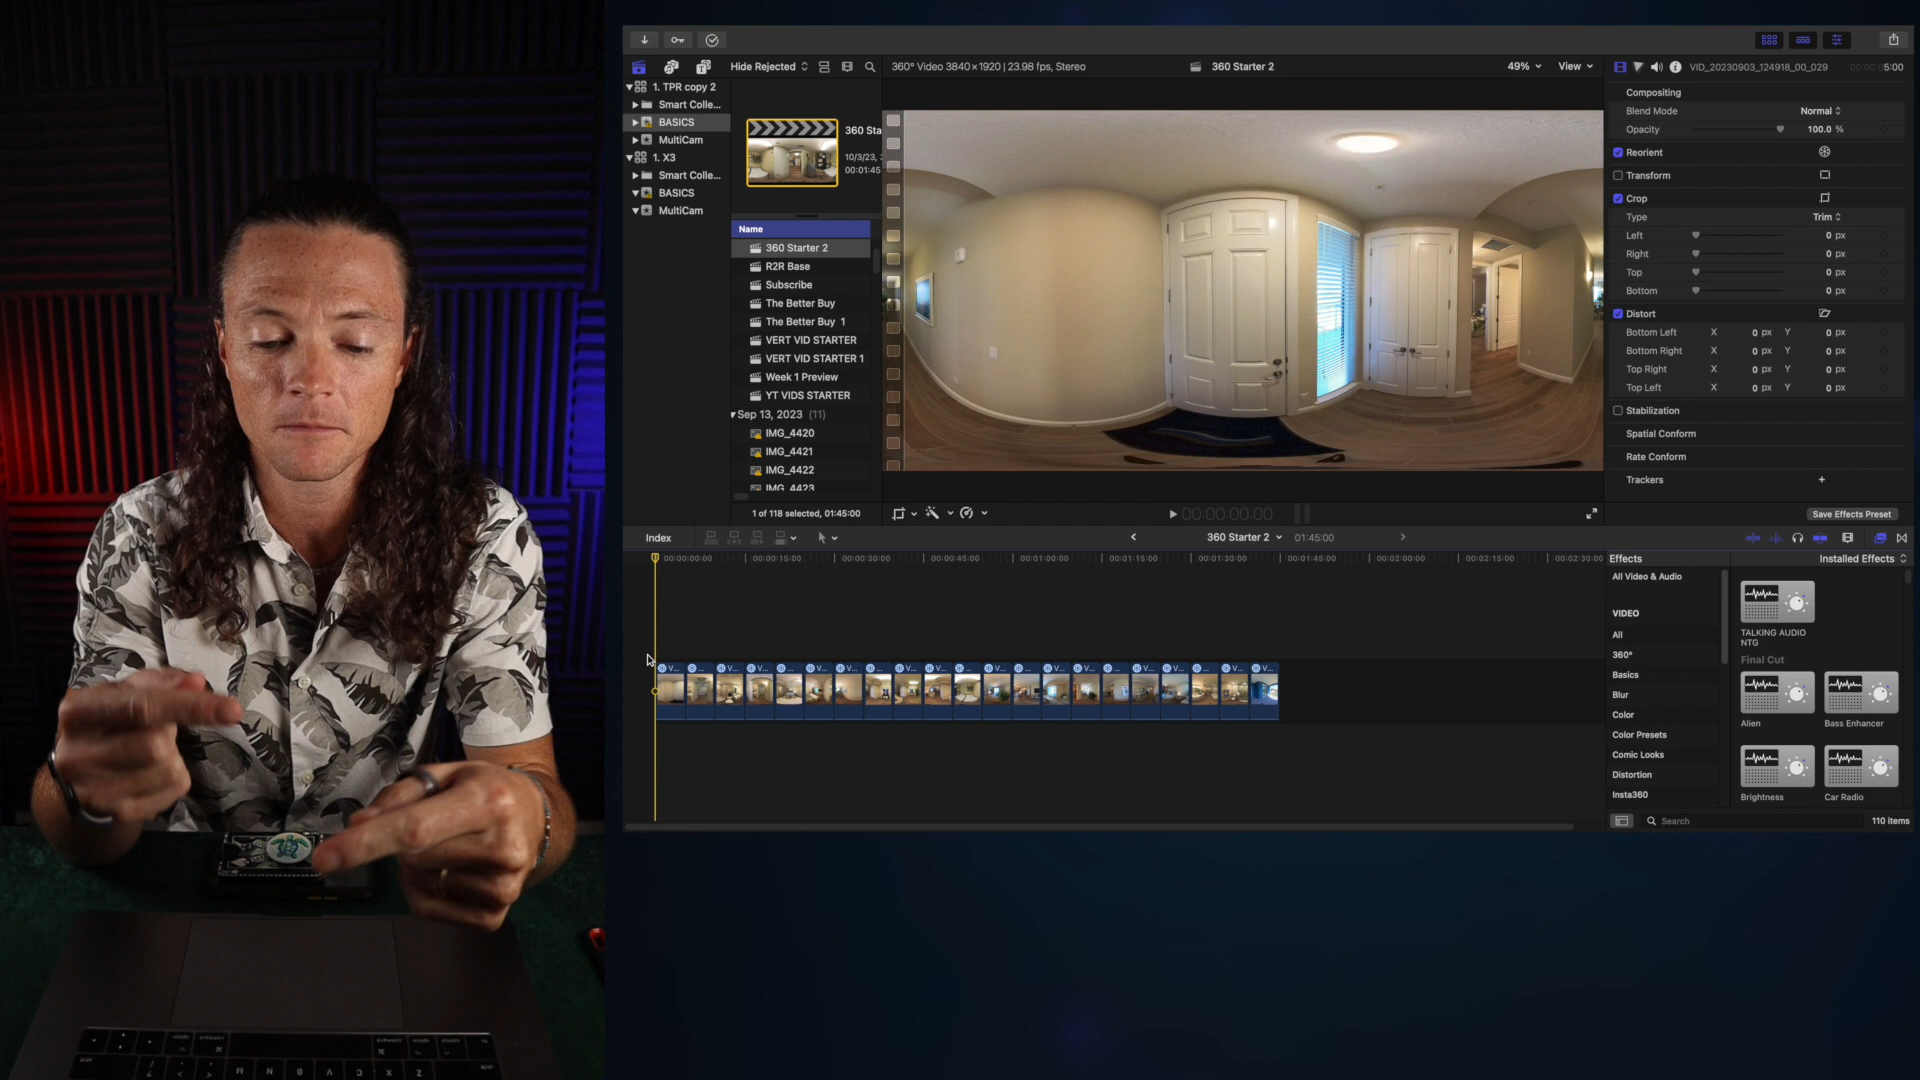 Hide Rejected
360° Video 3840×1920 | 23.98 fps, Stereo
360 Starter 2
49%
View
VID_20230903_124918_00_029
5:00
1. TPR copy 2
Smart Colle...
BASICS
MultiCam
1. X3
Smart Colle...
BASICS
MultiCam
360 Sta
10/3/23,
00:01:45
Name
360 Starter 2
R2R Base
Subscribe
The Better Buy
The Better Buy 1
VERT VID STARTER
VERT VID STARTER 1
Week 1 Preview
YT VIDS STARTER
Sep 13, 2023 (11)
IMG_4420
IMG_4421
IMG_4422
IMG_4423
1 of 118 selected, 01:45:00
00:00:00:00
Compositing
Blend Mode Normal
Opacity 100.0 %
Reorient
Transform
Crop
Type Trim
Left 0 px
Right 0 px
Top 0 px
Bottom 0 px
Distort
Bottom Left X 0 px Y 0 px
Bottom Right X 0 px Y 0 px
Top Right X 0 px Y 0 px
Top Left X 0 px Y 0 px
Stabilization
Spatial Conform
Rate Conform
Trackers +
Save Effects Preset
Index
360 Starter 2
01:45:00
00:00:00:00 00:00:15:00 00:00:30:00 00:00:45:00 00:01:00:00 00:01:15:00 00:01:30:00 00:01:45:00 00:02:00:00 00:02:15:00 00:02:30:00
V... ... V... V... ... V... V... ... V... V... ... V... ... V... V... ... V... V... ... V... V...
Effects
Installed Effects
All Video & Audio
VIDEO
All
360°
Basics
Blur
Color
Color Presets
Comic Looks
Distortion
Insta360
TALKING AUDIO
NTG
Final Cut
Alien
Bass Enhancer
Brightness
Car Radio
Search
110 items